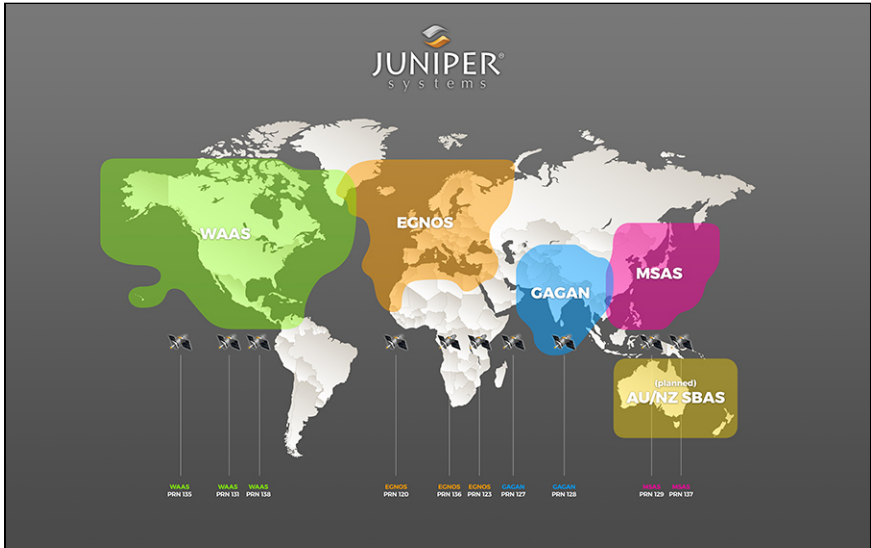 JUNIPER®
systems
WAAS
EGNOS
GAGAN
MSAS
(planned)
AU/NZ SBAS
WAAS
PRN 135
WAAS
PRN 131
WAAS
PRN 138
EGNOS
PRN 120
EGNOS
PRN 136
EGNOS
PRN 123
GAGAN
PRN 127
GAGAN
PRN 128
MSAS
PRN 129
MSAS
PRN 137